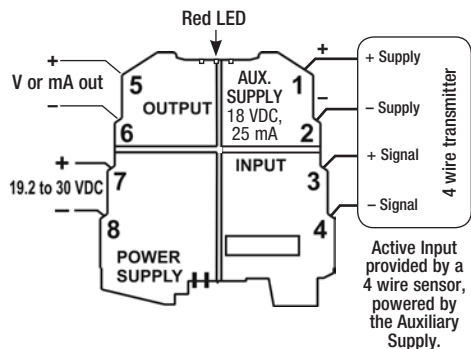 Red LED
+
V or mA out
−
5
OUTPUT
6
AUX.
SUPPLY
18 VDC,
25 mA
1
2
+
−
+ Supply
− Supply
+ Signal
− Signal
4 wire transmitter
+
19.2 to 30 VDC
−
7
8
POWER
SUPPLY
INPUT
3
4
Active Input
provided by a
4 wire sensor,
powered by
the Auxiliary
Supply.